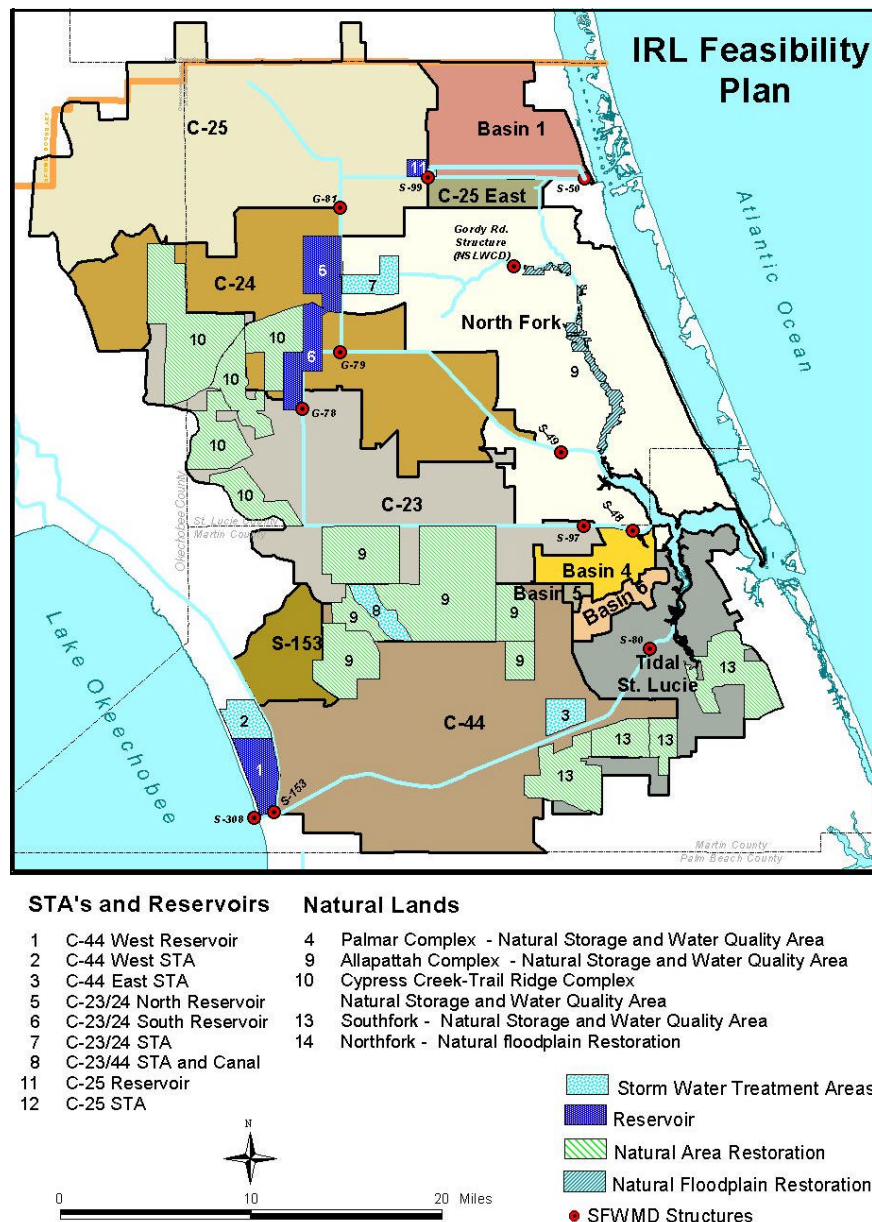 IRL Feasibility
Plan
C-25
Basin 1
11
S-99
S-50
C-25 East
G-81
Gordy Rd.
Structure
(NSLWCD)
Atlantic Ocean
C-24
6
7
North Fork
10
10
6
G-79
9
10
G-78
10
S-49
10
C-23
Okeechobee County
St. Lucie County
Martin County
S-97
S-48
9
Basin 4
9
Basin 5
Basin 6
8
9
9
S-153
9
9
S-80
Tidal
St. Lucie
13
Lake Okeechobee
2
C-44
3
13
13
1
13
S-153
S-308
Martin County
Palm Beach County
STA's and Reservoirs
1 C-44 West Reservoir
2 C-44 West STA
3 C-44 East STA
5 C-23/24 North Reservoir
6 C-23/24 South Reservoir
7 C-23/24 STA
8 C-23/44 STA and Canal
11 C-25 Reservoir
12 C-25 STA
Natural Lands
4 Palmar Complex - Natural Storage and Water Quality Area
9 Allapattah Complex - Natural Storage and Water Quality Area
10 Cypress Creek-Trail Ridge Complex
Natural Storage and Water Quality Area
13 Southfork - Natural Storage and Water Quality Area
14 Northfork - Natural floodplain Restoration
Storm Water Treatment Areas
Reservoir
Natural Area Restoration
Natural Floodplain Restoration
SFWMD Structures
N
0 10 20 Miles